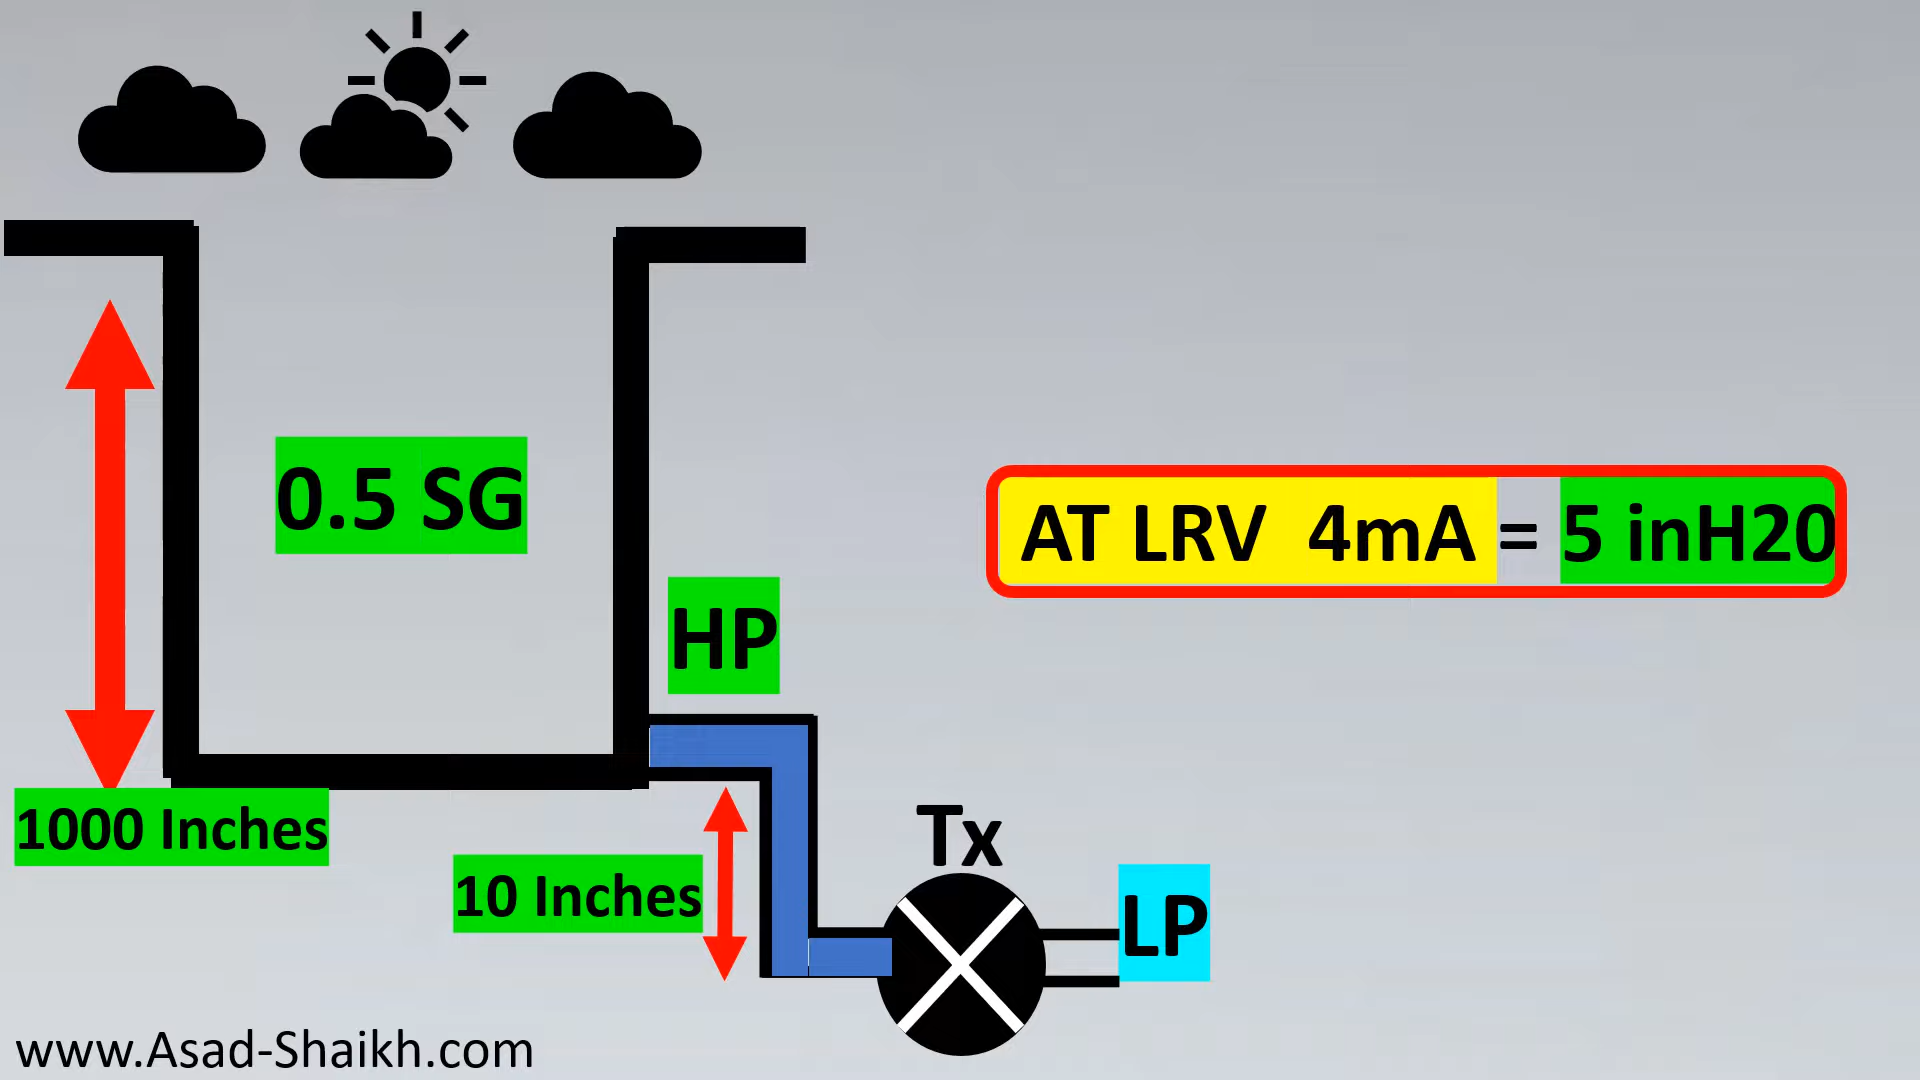 0.5 SG
AT LRV 4mA = 5 inH20
HP
1000 Inches
Tx
10 Inches
LP
www.Asad-Shaikh.com